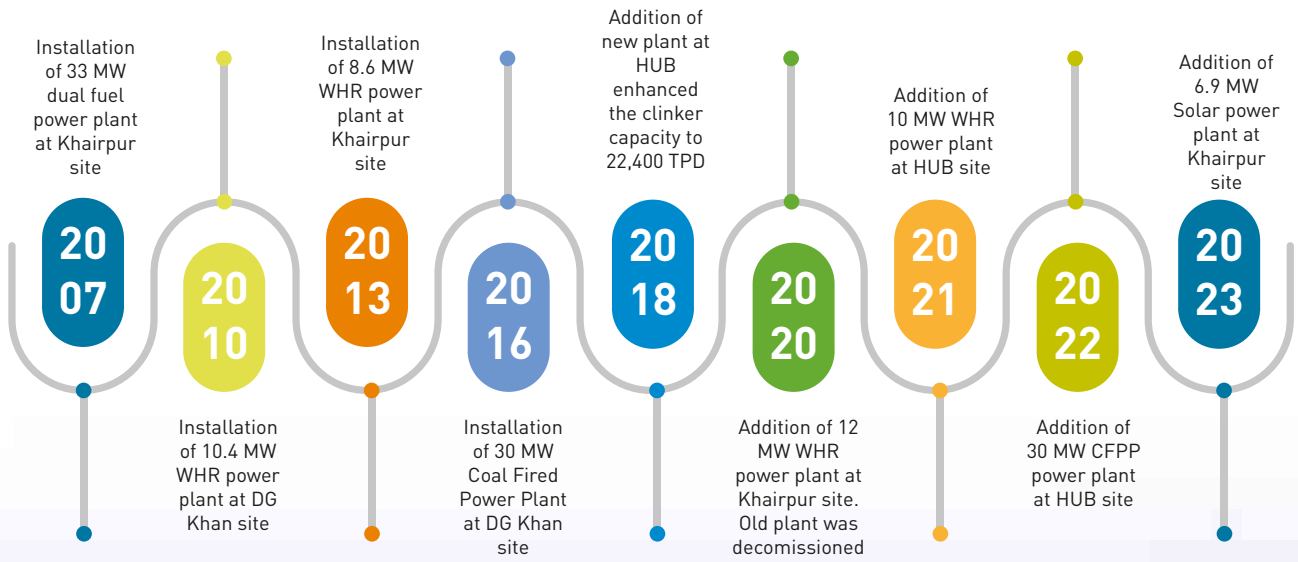 Installation
of 33 MW
dual fuel
power plant
at Khairpur
site
20
07
20
10
Installation
of 10.4 MW
WHR power
plant at DG
Khan site
Installation
of 8.6 MW
WHR power
plant at
Khairpur
site
20
13
20
16
Installation
of 30 MW
Coal Fired
Power Plant
at DG Khan
site
Addition of
new plant at
HUB
enhanced
the clinker
capacity to
22,400 TPD
20
18
20
20
Addition of 12
MW WHR
power plant at
Khairpur site.
Old plant was
decomissioned
Addition of
10 MW WHR
power plant
at HUB site
20
21
20
22
Addition of
30 MW CFPP
power plant
at HUB site
Addition of
6.9 MW
Solar power
plant at
Khairpur
site
20
23